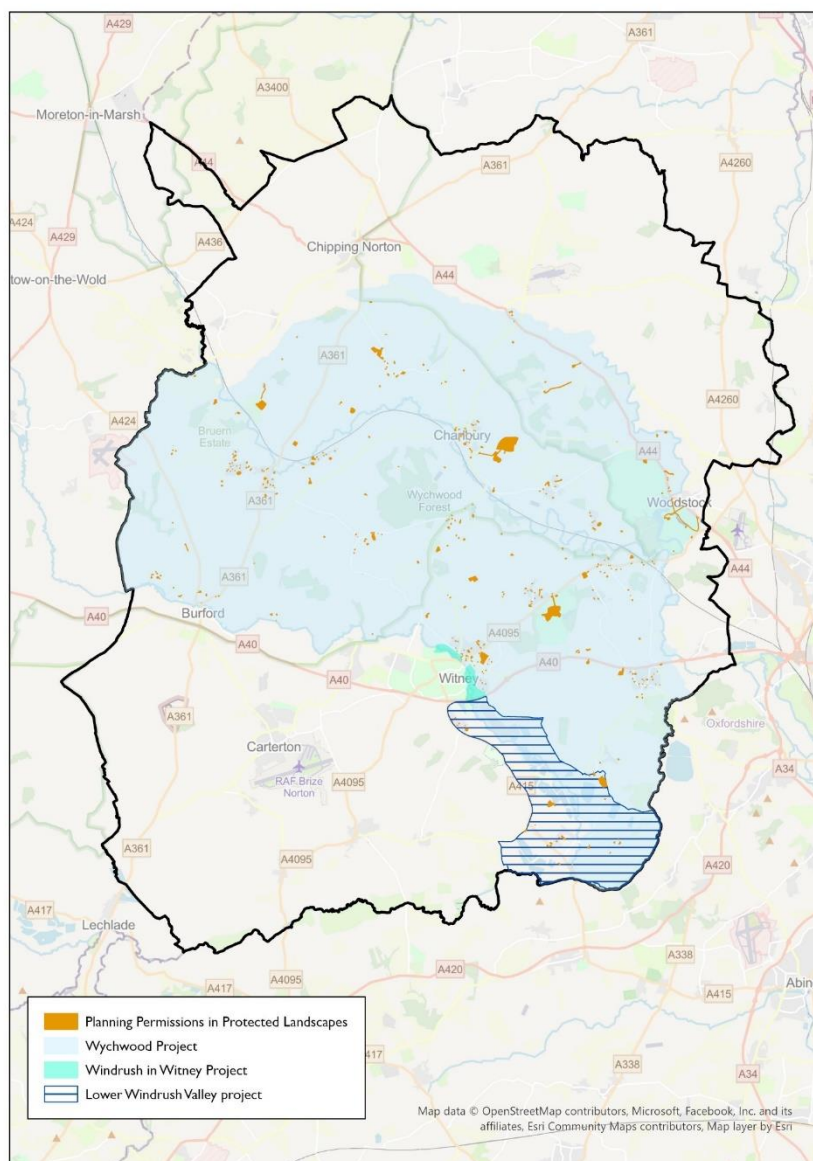 A429
A361
A3400
Moreton-in-Marsh
A44
A361
A4260
A424
A429
A436
Chipping Norton
tow-on-the-Wold
A44
A361
A4260
A424
Bruern
Estate
Charlbury
A44
A361
Wychwood
Forest
Woodstock
A361
A44
Burford
A40
A40
A4095
A40
A40
Witney
Oxfordshire
A361
Carterton
RAF Brize
Norton
A4095
A415
A34
A361
A4095
A420
A417
Lechlade
A417
A4095
A420
A338
A415
Abin
A417
A338
A34
Planning Permissions in Protected Landscapes
Wychwood Project
Windrush in Witney Project
Lower Windrush Valley project
Map data © OpenStreetMap contributors, Microsoft, Facebook, Inc. and its
affiliates, Esri Community Maps contributors, Map layer by Esri